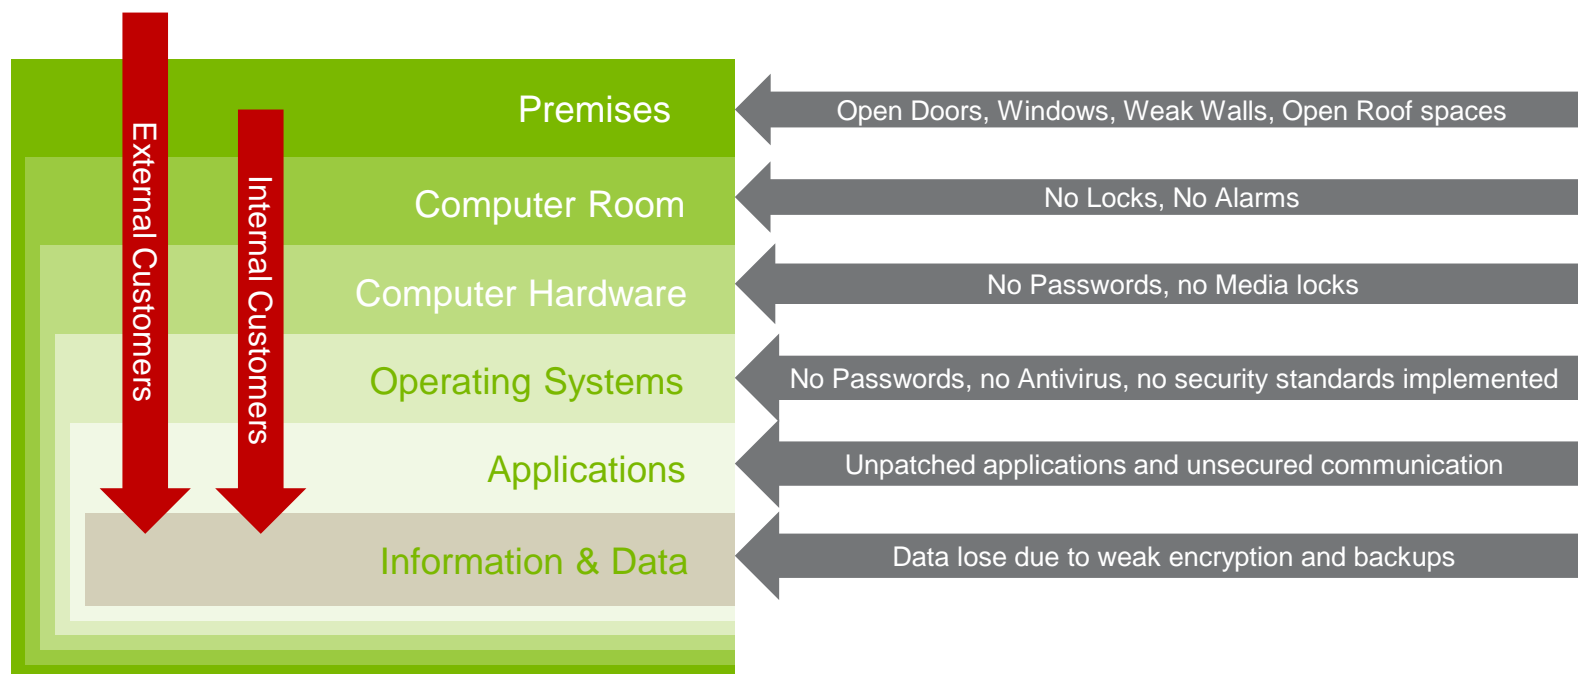 External Customers
Internal Customers
Premises
Open Doors, Windows, Weak Walls, Open Roof spaces
Computer Room
No Locks, No Alarms
Computer Hardware
No Passwords, no Media locks
Operating Systems
No Passwords, no Antivirus, no security standards implemented
Applications
Unpatched applications and unsecured communication
Information & Data
Data lose due to weak encryption and backups